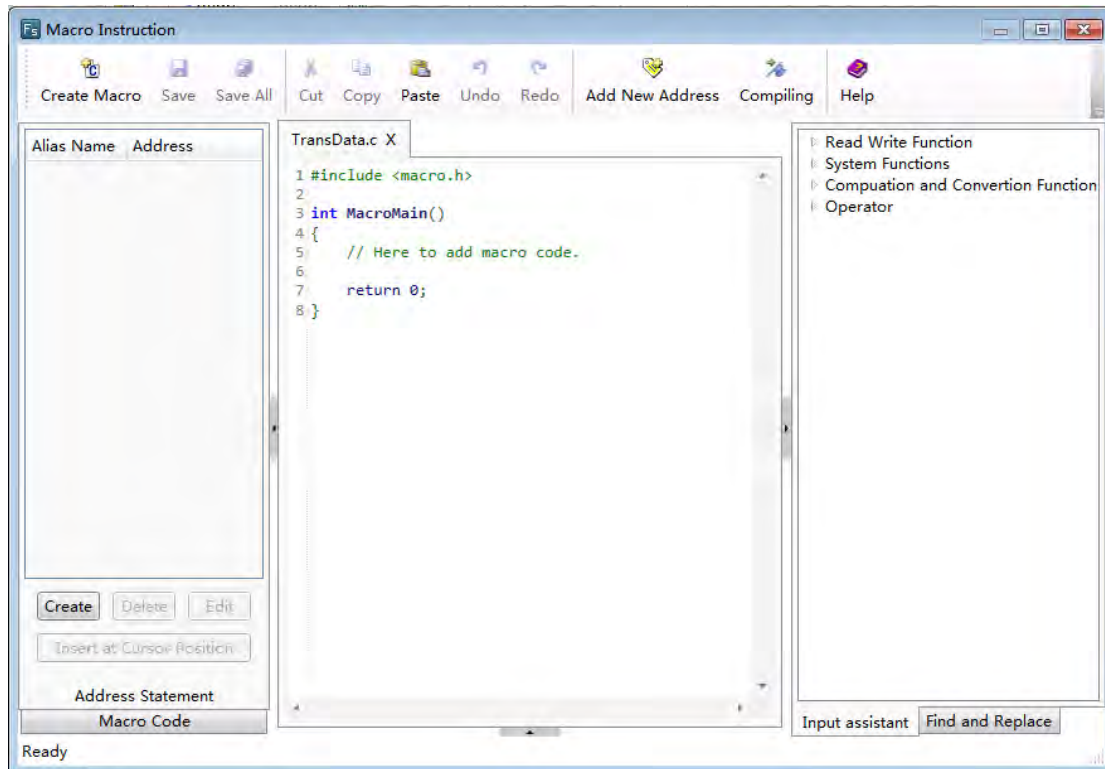 Fs Macro Instruction
Create Macro Save Save All Cut Copy Paste Undo Redo Add New Address Compiling Help
Alias Name Address
TransData.c X
1 #include <macro.h>
2
3 int MacroMain()
4 {
5 // Here to add macro code.
6
7 return 0;
8 }
Read Write Function
System Functions
Compuation and Convertion Function
Operator
Create Delete Edit
Insert at Cursor Position
Address Statement
Macro Code
Input assistant Find and Replace
Ready